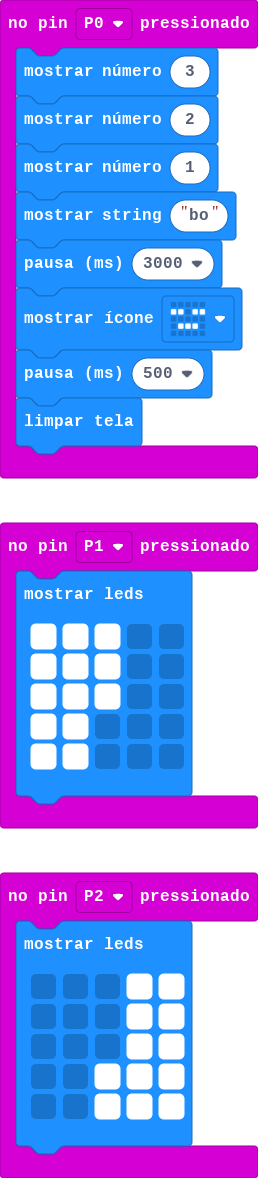 no pin P0 pressionado
mostrar número 3
mostrar número 2
mostrar número 1
mostrar string "bo"
pausa (ms) 3000
mostrar ícone
pausa (ms) 500
limpar tela
no pin P1 pressionado
mostrar leds
no pin P2 pressionado
mostrar leds